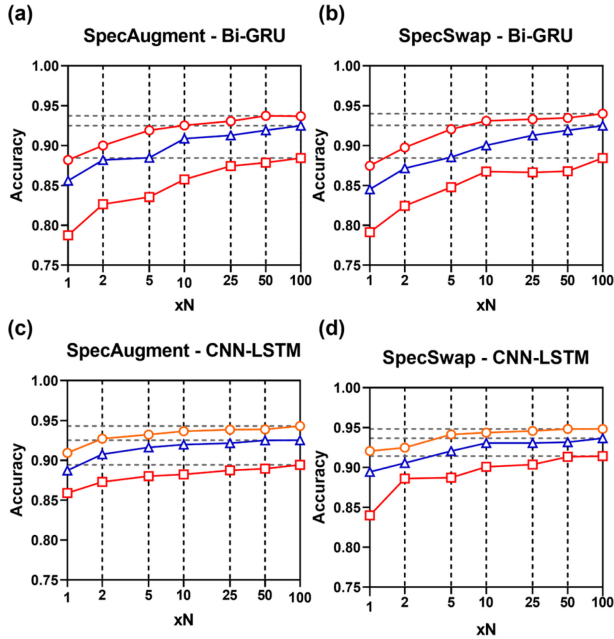 (a)
SpecAugment - Bi-GRU
1.00
0.95
0.90
0.85
0.80
0.75
Accuracy
1 2 5 10 25 50 100
xN
(b)
SpecSwap - Bi-GRU
1.00
0.95
0.90
0.85
0.80
0.75
Accuracy
1 2 5 10 25 50 100
xN
(c)
SpecAugment - CNN-LSTM
1.00
0.95
0.90
0.85
0.80
0.75
Accuracy
1 2 5 10 25 50 100
xN
(d)
SpecSwap - CNN-LSTM
1.00
0.95
0.90
0.85
0.80
0.75
Accuracy
1 2 5 10 25 50 100
xN